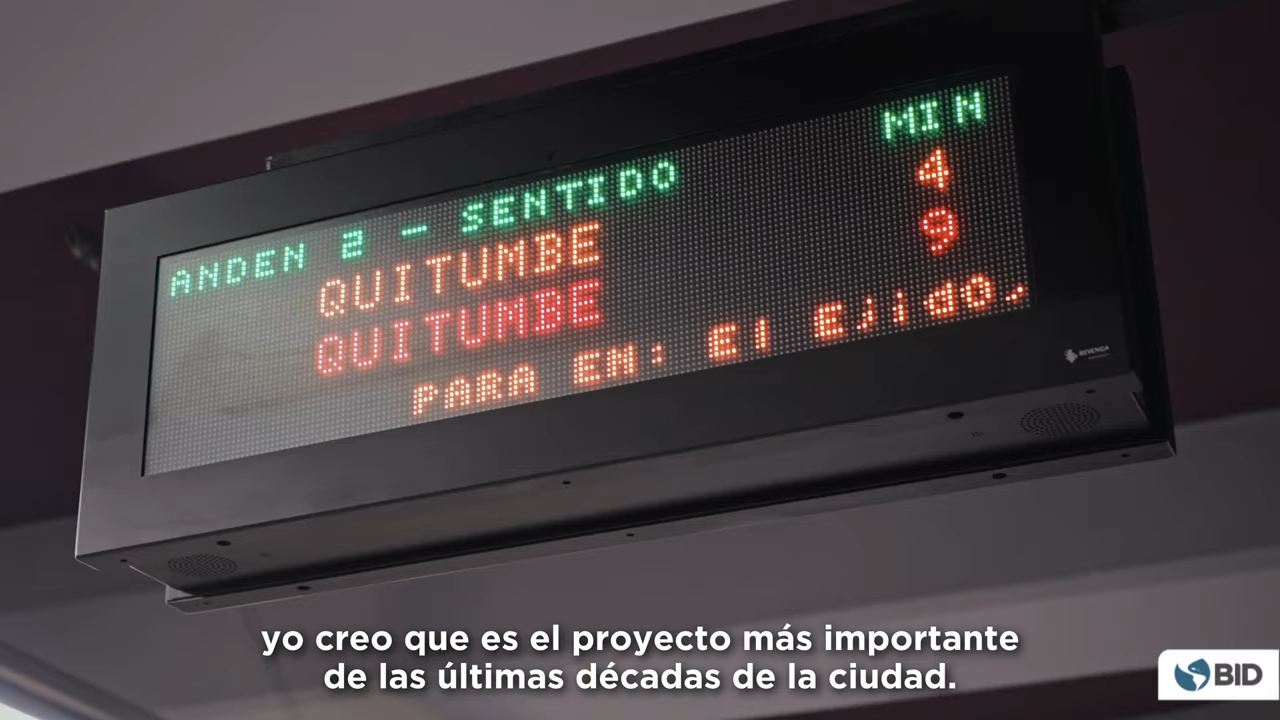 ANDEN 2 - SENTIDO MIN
QUITUMBE 4
QUITUMBE 9
PARA EN: El Ejido,
REVENGA
yo creo que es el proyecto más importante
de las últimas décadas de la ciudad.
BID